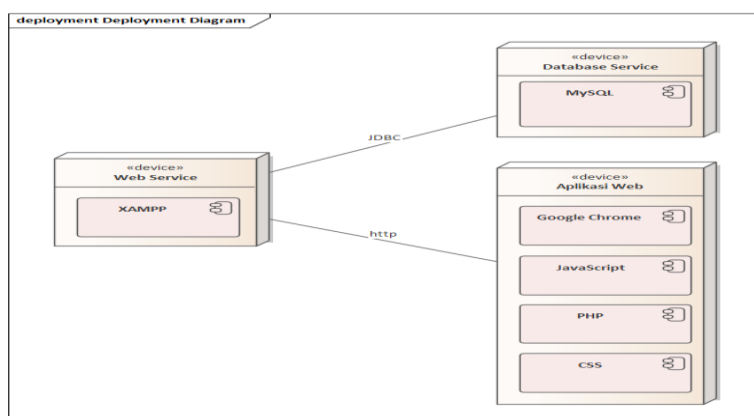 deployment Deployment Diagram
«device»
Database Service
MySQL
JDBC
«device»
Web Service
XAMPP
http
«device»
Aplikasi Web
Google Chrome
JavaScript
PHP
CSS